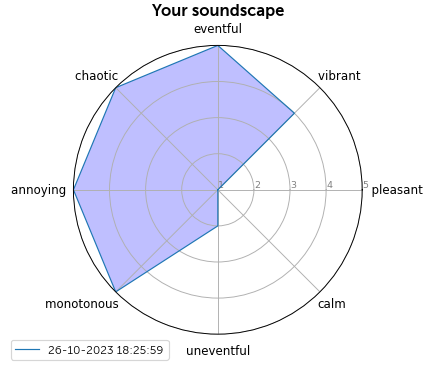 Your soundscape
eventful
chaotic
vibrant
annoying
1
2
3
4
5
pleasant
monotonous
calm
26-10-2023 18:25:59
uneventful